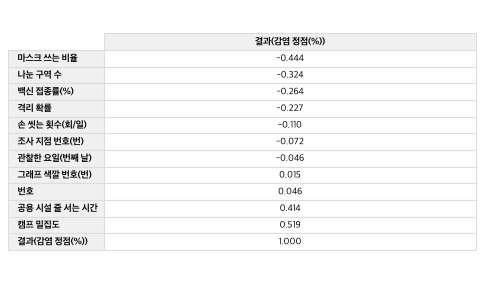 결과(감염 정점(%))
마스크 쓰는 비율 -0.444
나눈 구역 수 -0.324
백신 접종률(%) -0.264
격리 확률 -0.227
손 씻는 횟수(회/일) -0.110
조사 지점 번호(번) -0.072
관찰한 요일(번째 날) -0.046
그래프 색깔 번호(번) 0.015
번호 0.046
공용 시설 줄 서는 시간 0.414
캠프 밀집도 0.519
결과(감염 정점(%)) 1.000